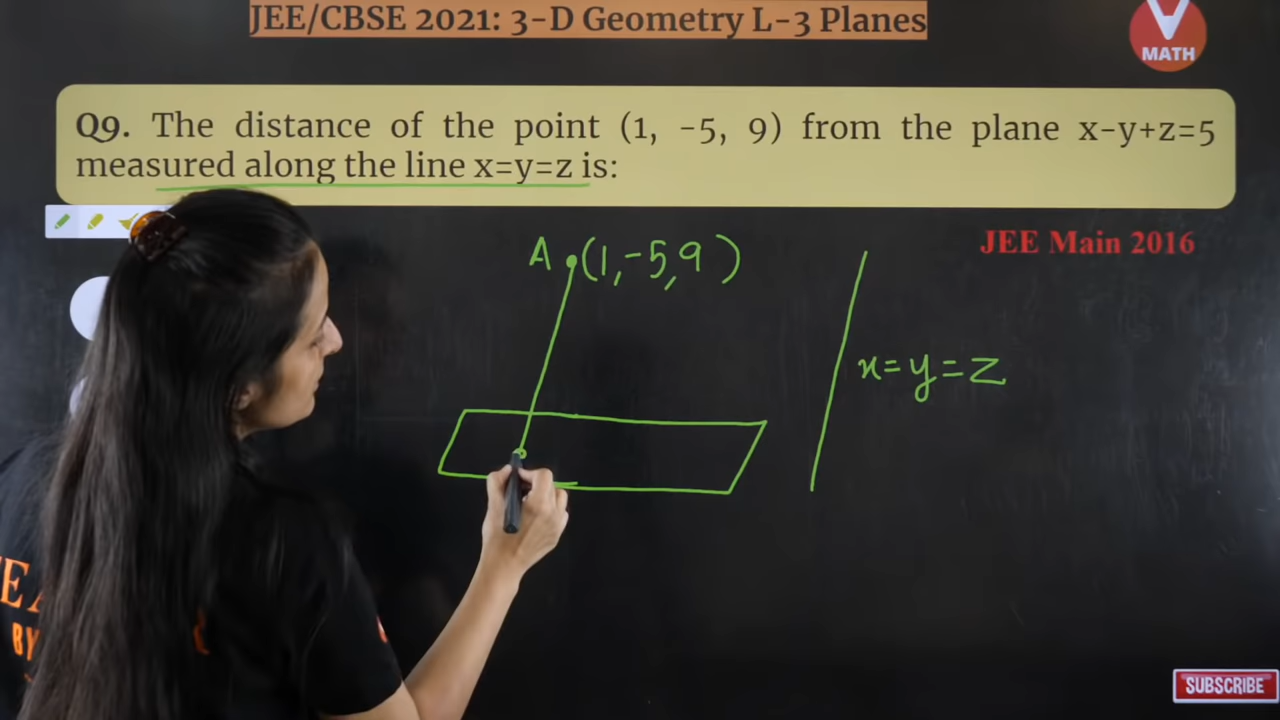 JEE/CBSE 2021: 3-D Geometry L-3 Planes
MATH
Q9. The distance of the point (1, -5, 9) from the plane x-y+z=5
measured along the line x=y=z is:
JEE Main 2016
A (1,-5,9)
x=y=z
BY
SUBSCRIBE